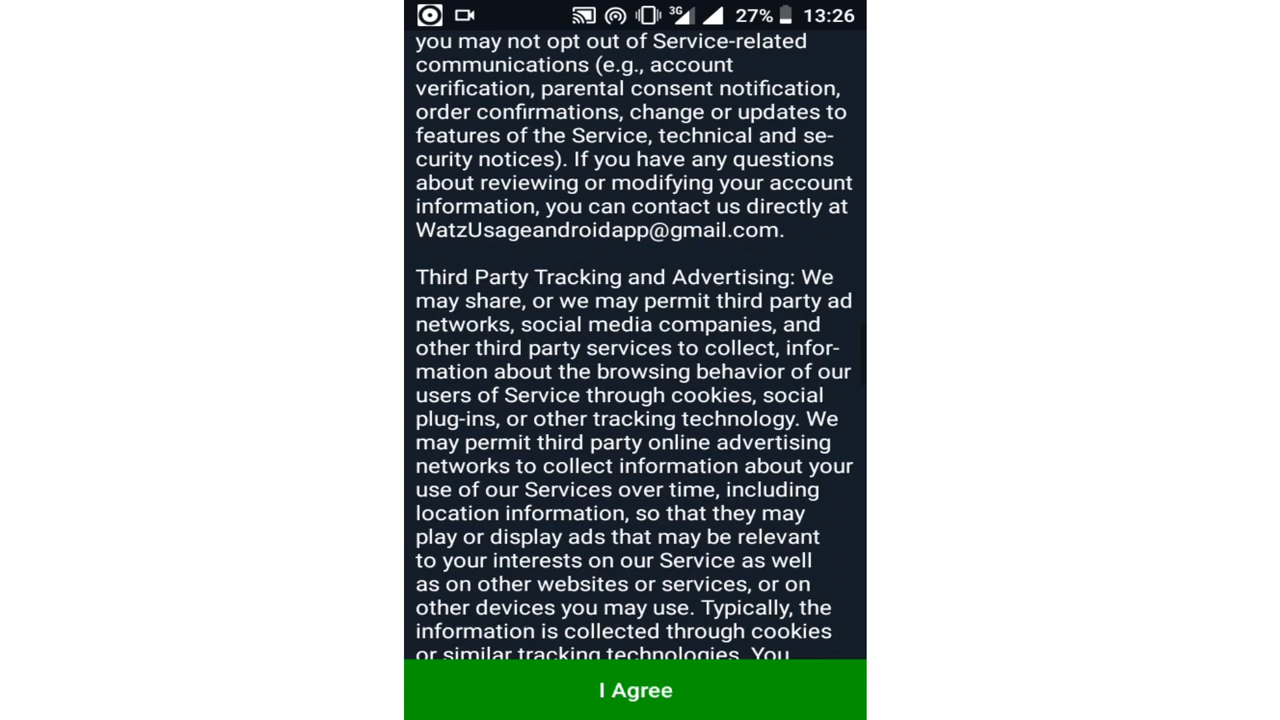 3G 27% 13:26
you may not opt out of Service-related
communications (e.g., account
verification, parental consent notification,
order confirmations, change or updates to
features of the Service, technical and se-
curity notices). If you have any questions
about reviewing or modifying your account
information, you can contact us directly at
WatzUsageandroidapp@gmail.com.
Third Party Tracking and Advertising: We
may share, or we may permit third party ad
networks, social media companies, and
other third party services to collect, infor-
mation about the browsing behavior of our
users of Service through cookies, social
plug-ins, or other tracking technology. We
may permit third party online advertising
networks to collect information about your
use of our Services over time, including
location information, so that they may
play or display ads that may be relevant
to your interests on our Service as well
as on other websites or services, or on
other devices you may use. Typically, the
information is collected through cookies
or similar tracking technologies. You
I Agree